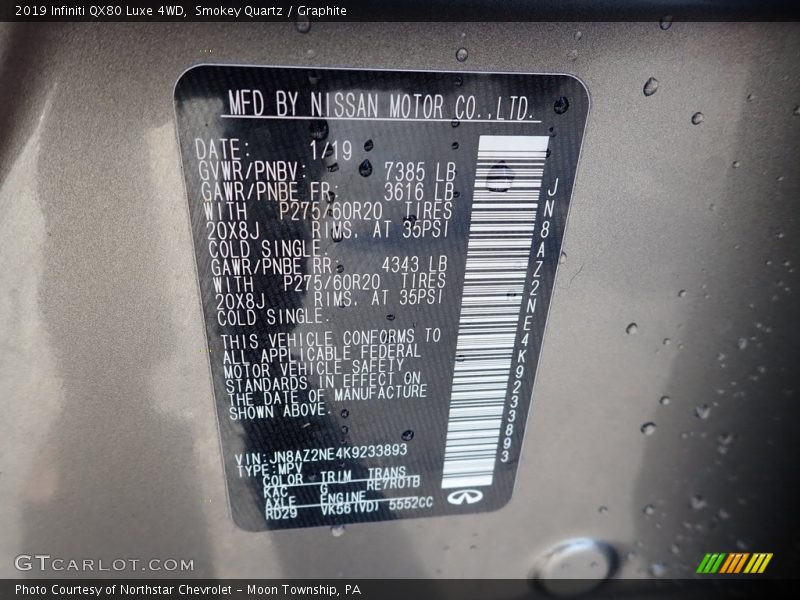 2019 Infiniti QX80 Luxe 4WD, Smokey Quartz / Graphite
MFD BY NISSAN MOTOR CO.,LTD.
DATE: 1/19
GVWR/PNBV: 7385 LB
GAWR/PNBE FR: 3616 LB
WITH P275/60R20 TIRES
20X8J RIMS, AT 35PSI
COLD SINGLE.
GAWR/PNBE RR: 4343 LB
WITH P275/60R20 TIRES
20X8J RIMS, AT 35PSI
COLD SINGLE.
THIS VEHICLE CONFORMS TO
ALL APPLICABLE FEDERAL
MOTOR VEHICLE SAFETY
STANDARDS IN EFFECT ON
THE DATE OF MANUFACTURE
SHOWN ABOVE.
VIN:JN8AZ2NE4K9233893
TYPE:MPV
COLOR TRIM TRANS
KAC G RE7R01B
AXLE ENGINE
RD29 VK56(VD) 5552CC
JN8AZ2NE4K9233893
GTCARLOT.COM
Photo Courtesy of Northstar Chevrolet - Moon Township, PA